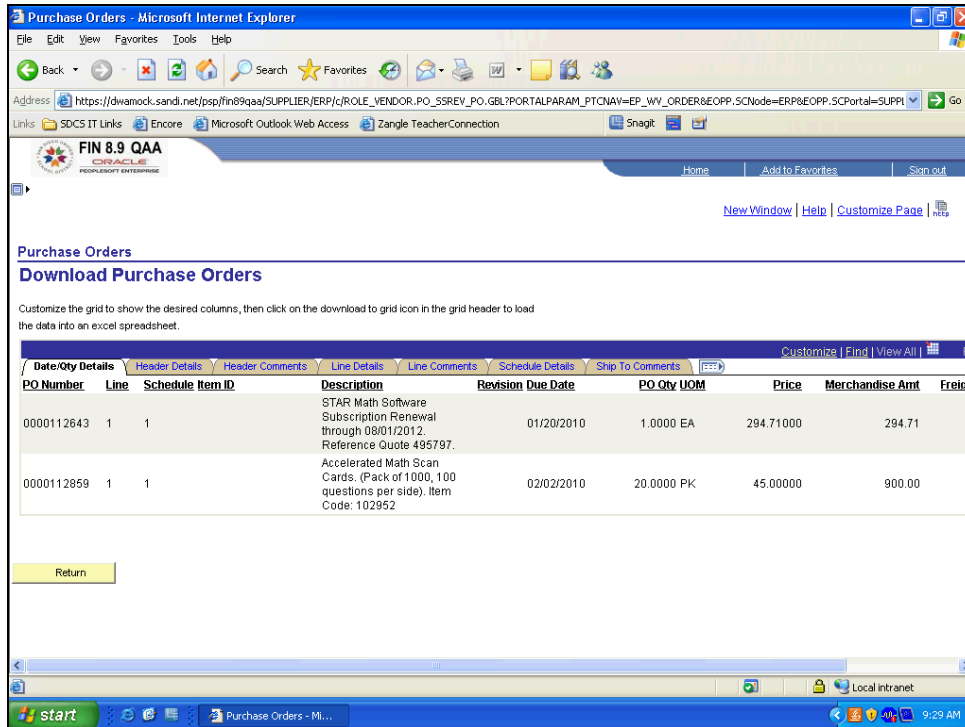 Purchase Orders - Microsoft Internet Explorer
File Edit View Favorites Tools Help
Back Search Favorites
Address https://dwamock.sandi.net/psp/fin89qaa/SUPPLIER/ERP/c/ROLE_VENDOR.PO_SSREV_PO.GBL?PORTALPARAM_PTCNAV=EP_WV_ORDER&EOPP.SCNode=ERP&EOPP.SCPortal=SUPPL Go
Links SDCS IT Links Encore Microsoft Outlook Web Access Zangle TeacherConnection Snagit
FIN 8.9 QAA
ORACLE
PEOPLESOFT ENTERPRISE
Home Add to Favorites Sign out
New Window | Help | Customize Page | http
Purchase Orders
Download Purchase Orders
Customize the grid to show the desired columns, then click on the download to grid icon in the grid header to load
the data into an excel spreadsheet.
Customize | Find | View All |
Date/Qty Details Header Details Header Comments Line Details Line Comments Schedule Details Ship To Comments
PO Number Line Schedule Item ID Description Revision Due Date PO Qty UOM Price Merchandise Amt Freig
STAR Math Software
Subscription Renewal
0000112643 1 1 through 08/01/2012. 01/20/2010 1.0000 EA 294.71000 294.71
Reference Quote 495797.
Accelerated Math Scan
Cards. (Pack of 1000, 100
0000112859 1 1 questions per side). Item 02/02/2010 20.0000 PK 45.00000 900.00
Code: 102952
Return
Local intranet
start Purchase Orders - Mi... 9:29 AM